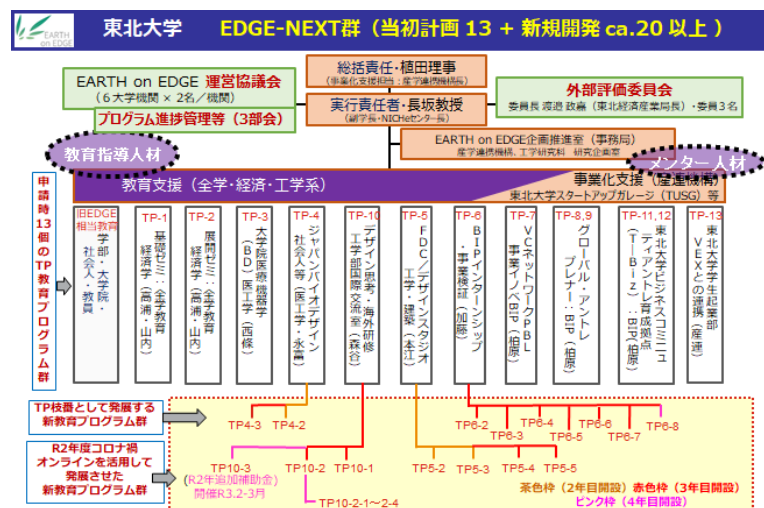 EARTH on EDGE
東北大学 EDGE-NEXT群（当初計画 13 + 新規開発 ca.20 以上 ）
総括責任・植田理事
（事業化支援担当：産学連携機構長）
EARTH on EDGE 運営協議会
（６大学機関 × 2名／機関）
プログラム進捗管理等（3部会）
実行責任者・長坂教授
（副学長・NICHeセンター長）
外部評価委員会
委員長 渡邉 政嘉（東北経済産業局長）・委員３名
EARTH on EDGE企画推進室（事務局）
産学連携機構、工学研究科 研究企画室
教育指導人材
メンター人材
教育支援（全学・経済・工学系）
事業化支援（産連機構）
東北大学スタートアップガレージ（TUSG）等
申請時13個のTP教育プログラム群
旧EDGE相当教育
学部・大学院・
社会人・教員
TP-1
基礎ゼミ：全学教育
経済学（高浦・山内）
TP-2
展開ゼミ：全学教育
経済学（高浦・山内）
TP-3
大学院医療機器学
（BD）医工学（西條）
TP-4
ジャパンバイオデザイン
社会人等（医工学・永富）
TP-10
デザイン思考・海外研修
工学部国際交流室（森谷）
TP-5
FDC／デザインスタジオ
工学・建築（本江）
TP-6
BIPインターンシップ
・事業検証（加藤）
TP-7
VCネットワークPBL
事業イノベBIP（柏原）
TP-8,9
グローバル・アントレ
プレナー：BIP（柏原）
TP-11,12
東北大学ビジネスコミニュ
ティアントレ育成拠点
（T－Biz）：BIP（柏原）
TP-13
東北大学学生起業部
VEXとの連携（産連）
TP枝番として発展する
新教育プログラム群
TP4-3 TP4-2
TP6-2 TP6-3 TP6-4 TP6-5 TP6-6 TP6-7 TP6-8
R2年度コロナ禍
オンラインを活用して
発展させた
新教育プログラム群
TP10-3 TP10-2 TP10-1 TP5-2 TP5-3 TP5-4 TP5-5
（R2年追加補助金）
開催R3.2-3月
TP10-2-1～2-4
茶色枠（2年目開設）赤色枠（3年目開設）
ピンク枠（4年目開設）